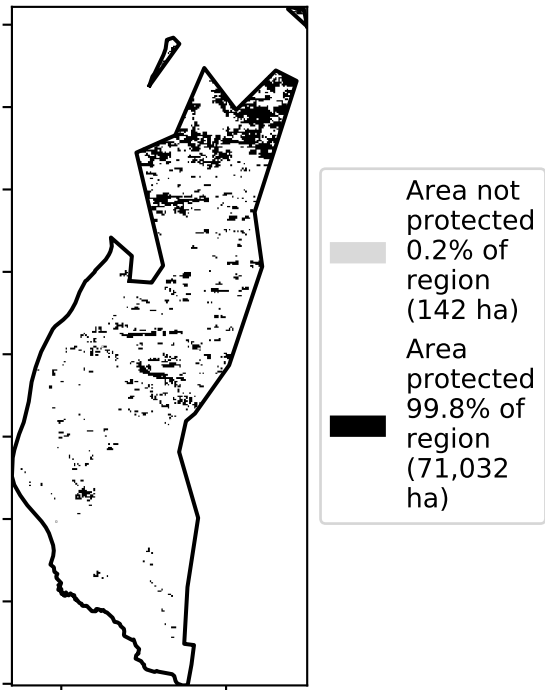 Area not
protected
0.2% of
region
(142 ha)
Area
protected
99.8% of
region
(71,032
ha)